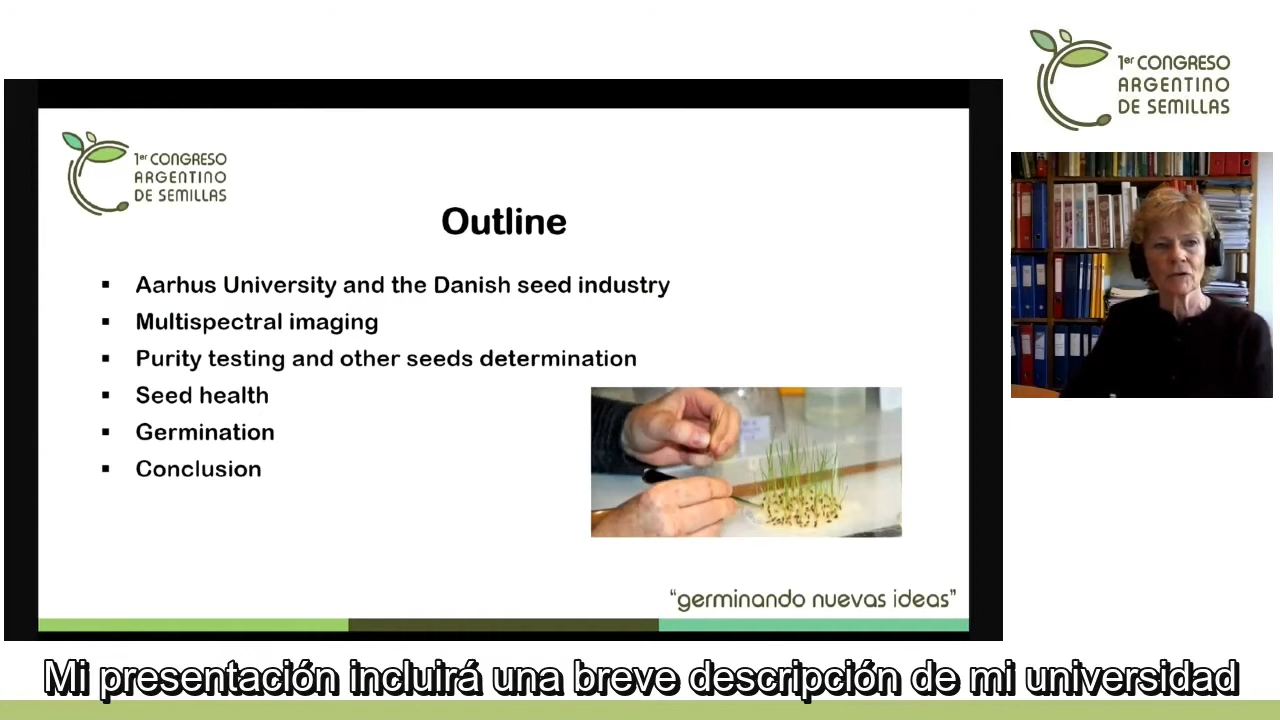 1er CONGRESO
ARGENTINO
DE SEMILLAS
1er CONGRESO
ARGENTINO
DE SEMILLAS
Outline
▪ Aarhus University and the Danish seed industry
▪ Multispectral imaging
▪ Purity testing and other seeds determination
▪ Seed health
▪ Germination
▪ Conclusion
“germinando nuevas ideas”
Mi presentación incluirá una breve descripción de mi universidad